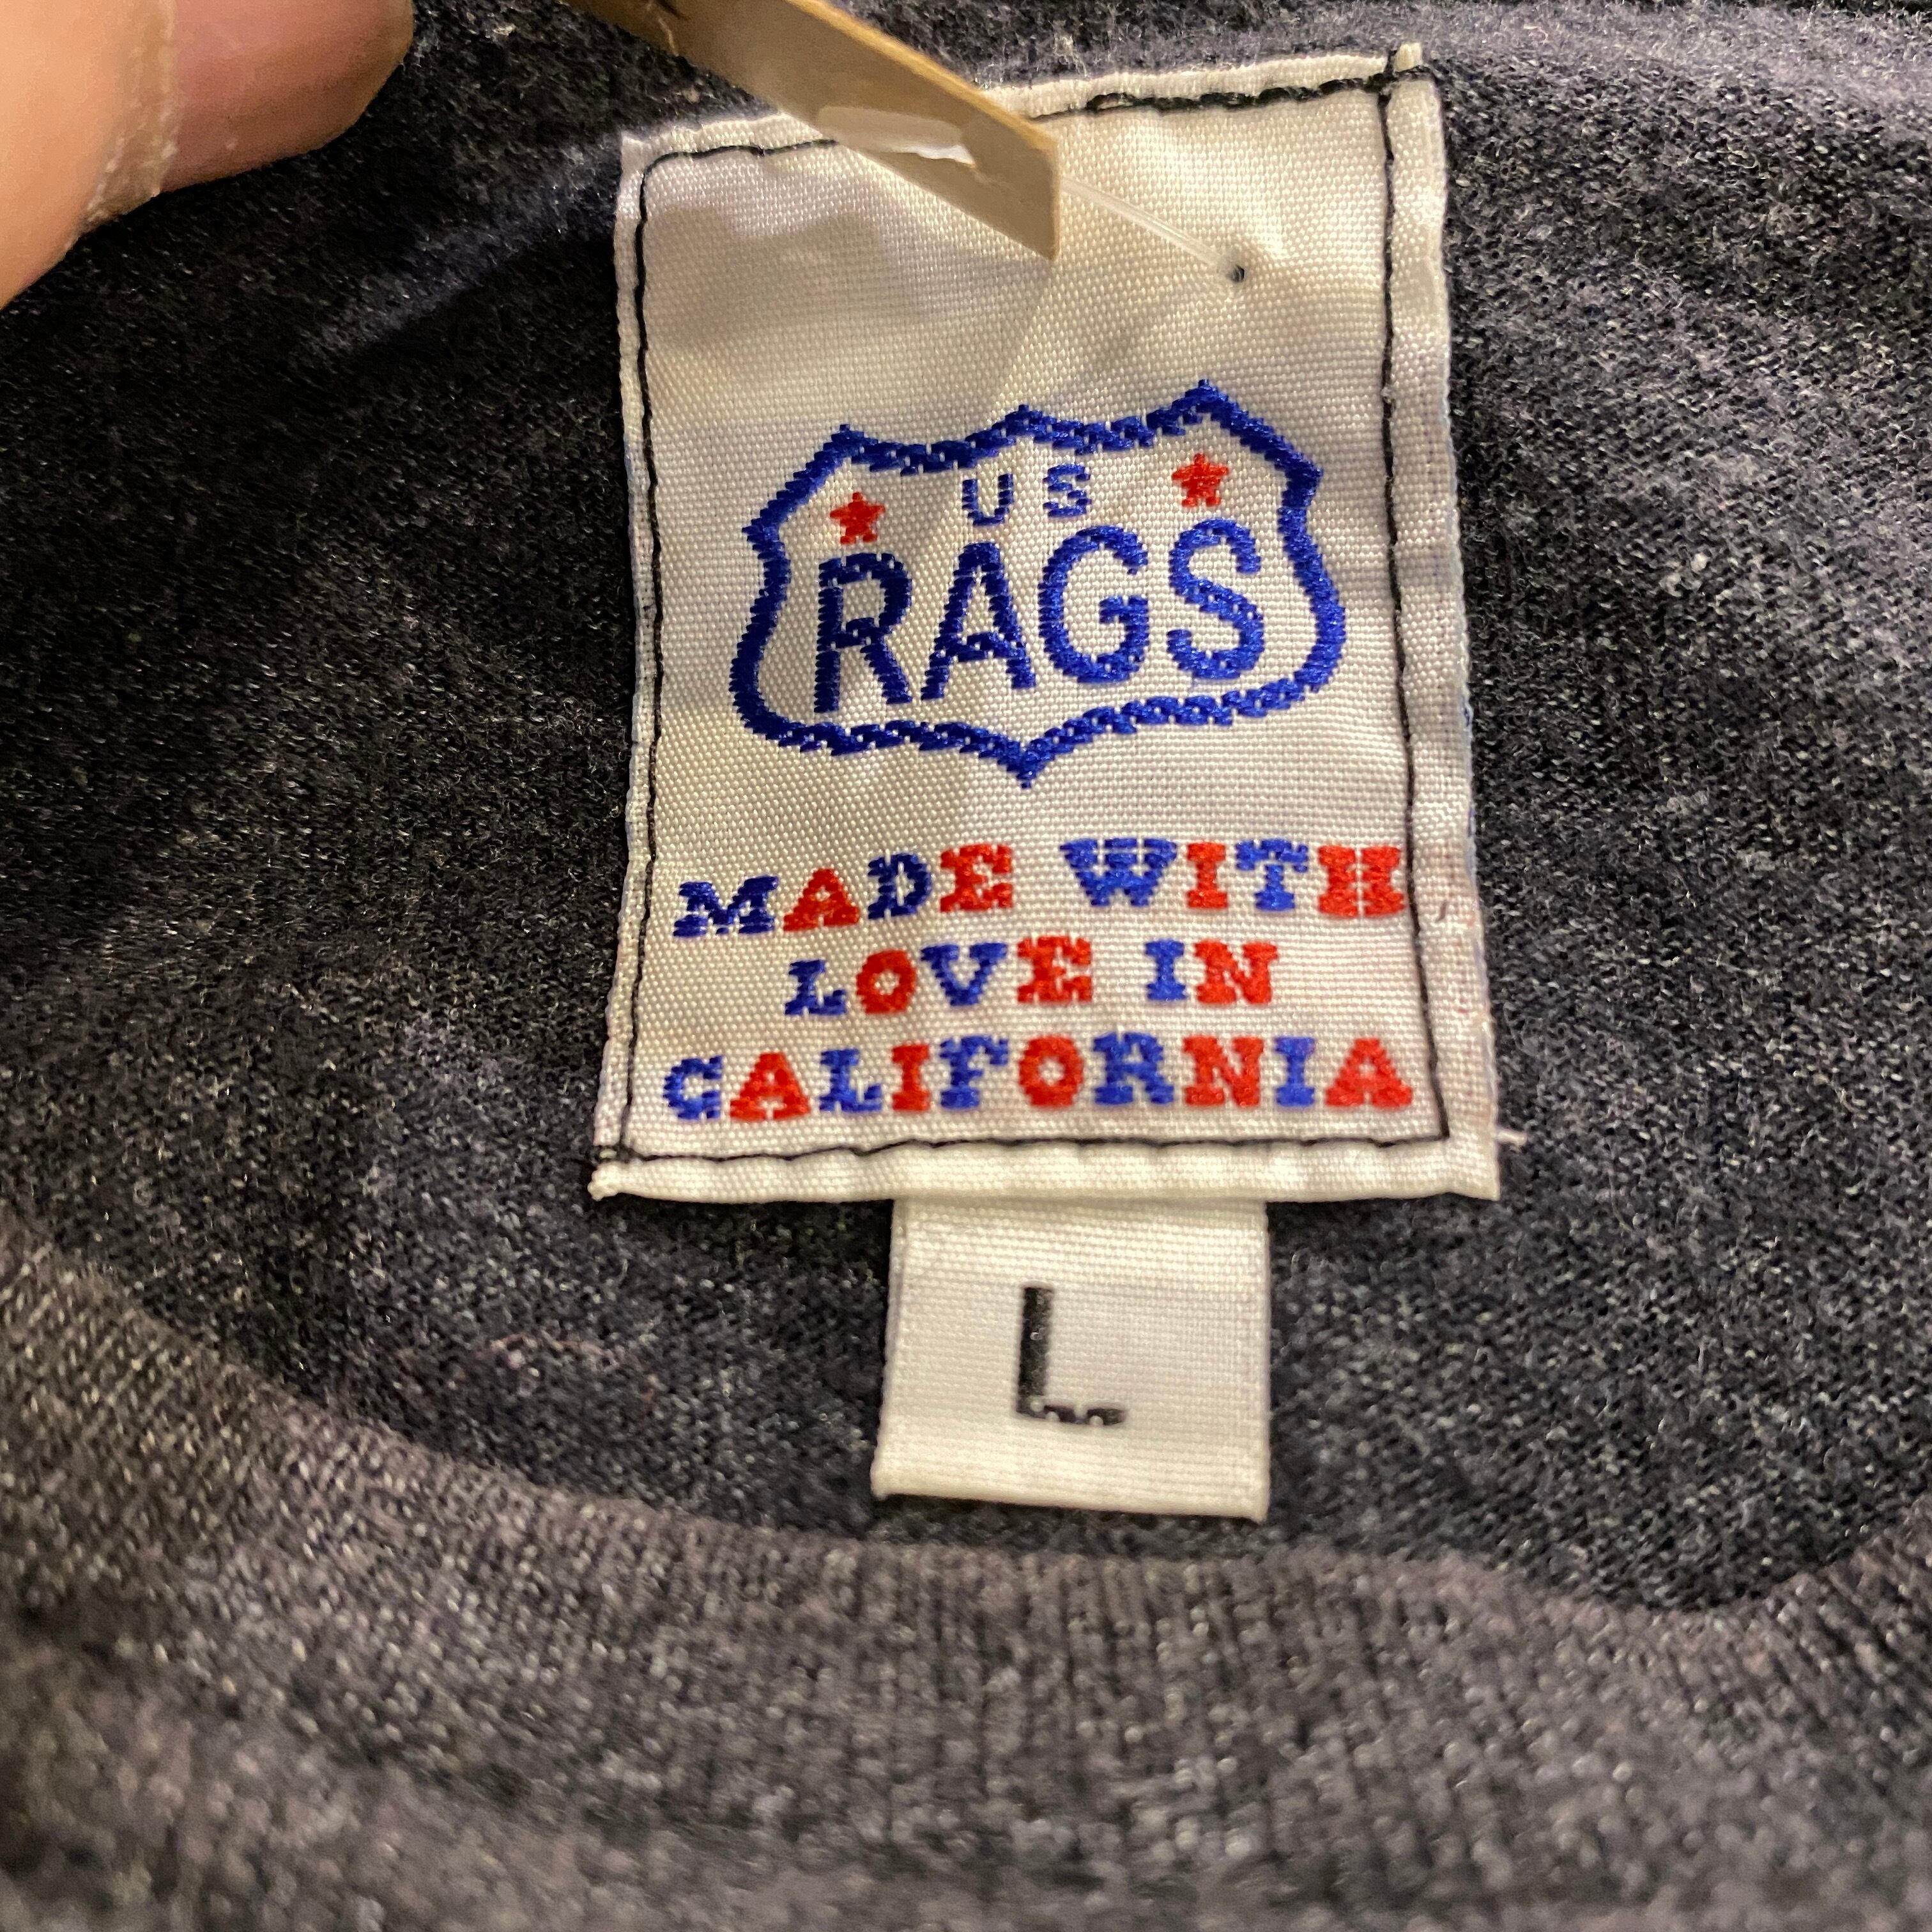 US
RAGS
MADE WITH
LOVE IN
CALIFORNIA
L